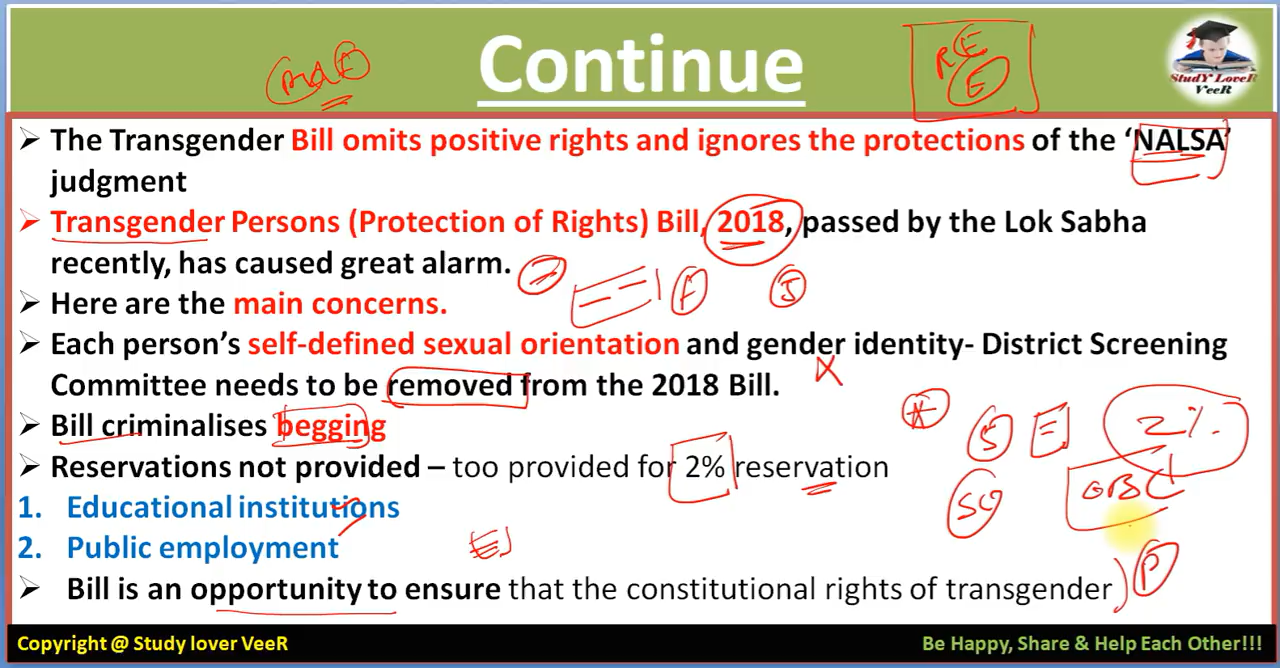 Continue
R E
E
StudY LoveR
VeeR
➢ The Transgender Bill omits positive rights and ignores the protections of the ‘NALSA’
judgment
➢ Transgender Persons (Protection of Rights) Bill, 2018, passed by the Lok Sabha
recently, has caused great alarm.
F
J
➢ Here are the main concerns.
➢ Each person’s self-defined sexual orientation and gender identity- District Screening
Committee needs to be removed from the 2018 Bill.
➢ Bill criminalises begging
S E 2%
➢ Reservations not provided – too provided for 2% reservation
OBC
1. Educational institutions
2. Public employment
P
➢ Bill is an opportunity to ensure that the constitutional rights of transgender
Copyright @ Study lover VeeR
Be Happy, Share & Help Each Other!!!